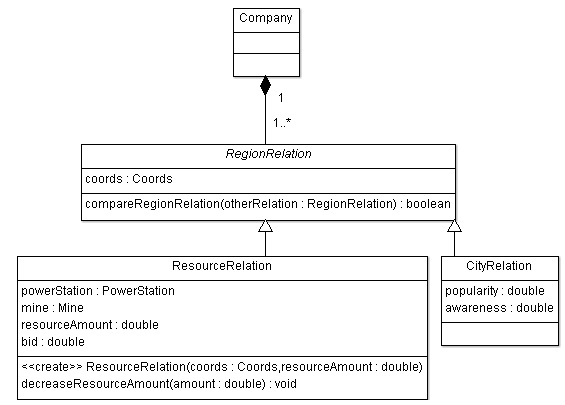 Company
1
1..*
RegionRelation
coords : Coords
compareRegionRelation(otherRelation : RegionRelation) : boolean
ResourceRelation
powerStation : PowerStation
mine : Mine
resourceAmount : double
bid : double
<<create>> ResourceRelation(coords : Coords,resourceAmount : double)
decreaseResourceAmount(amount : double) : void
CityRelation
popularity : double
awareness : double